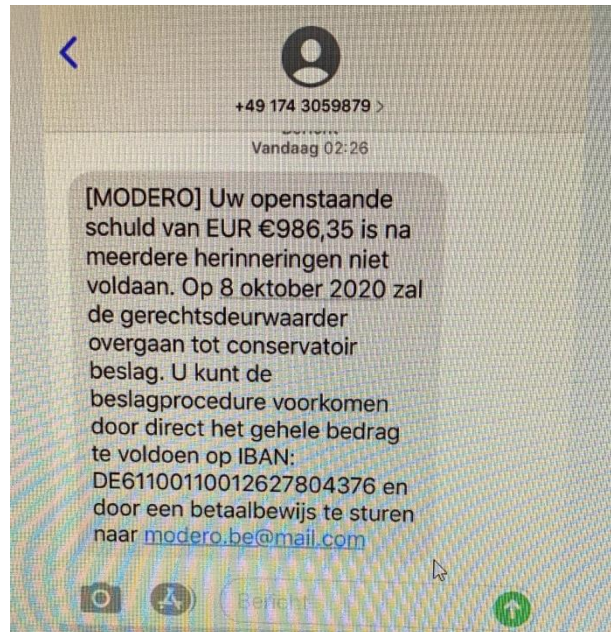 +49 174 3059879 >
Vandaag 02:26
[MODERO] Uw openstaande
schuld van EUR €986,35 is na
meerdere herinneringen niet
voldaan. Op 8 oktober 2020 zal
de gerechtsdeurwaarder
overgaan tot conservatoir
beslag. U kunt de
beslagprocedure voorkomen
door direct het gehele bedrag
te voldoen op IBAN:
DE61100110012627804376 en
door een betaalbewijs te sturen
naar modero.be@mail.com
Bericht